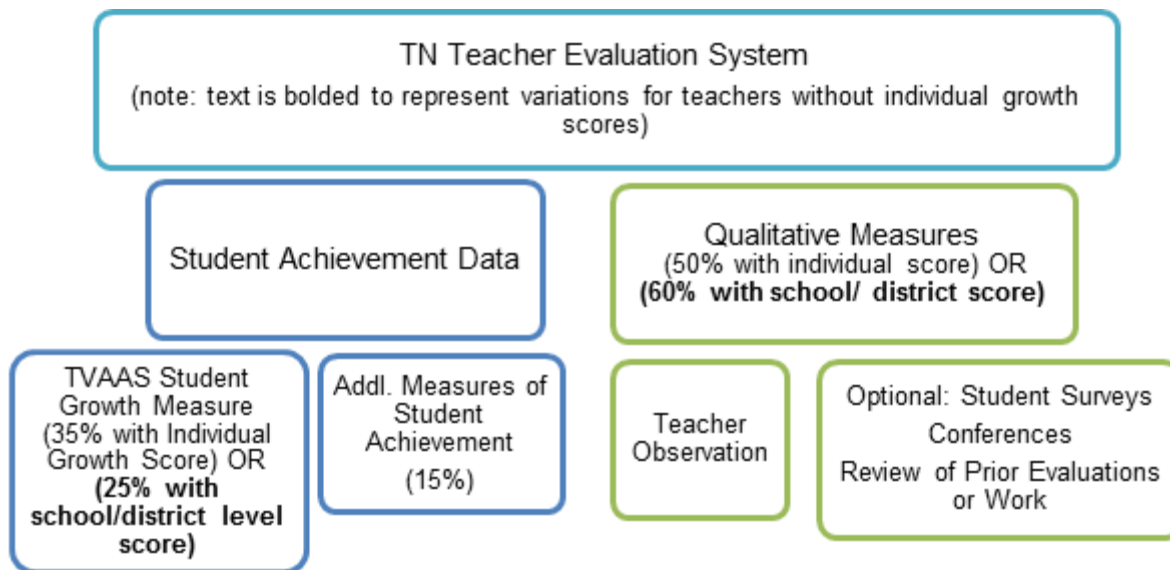 TN Teacher Evaluation System
(note: text is bolded to represent variations for teachers without individual growth
scores)
Student Achievement Data
Qualitative Measures
(50% with individual score) OR
(60% with school/ district score)
TVAAS Student
Growth Measure
(35% with Individual
Growth Score) OR
(25% with
school/district level
score)
Addl. Measures of
Student
Achievement
(15%)
Teacher
Observation
Optional: Student Surveys
Conferences
Review of Prior Evaluations
or Work